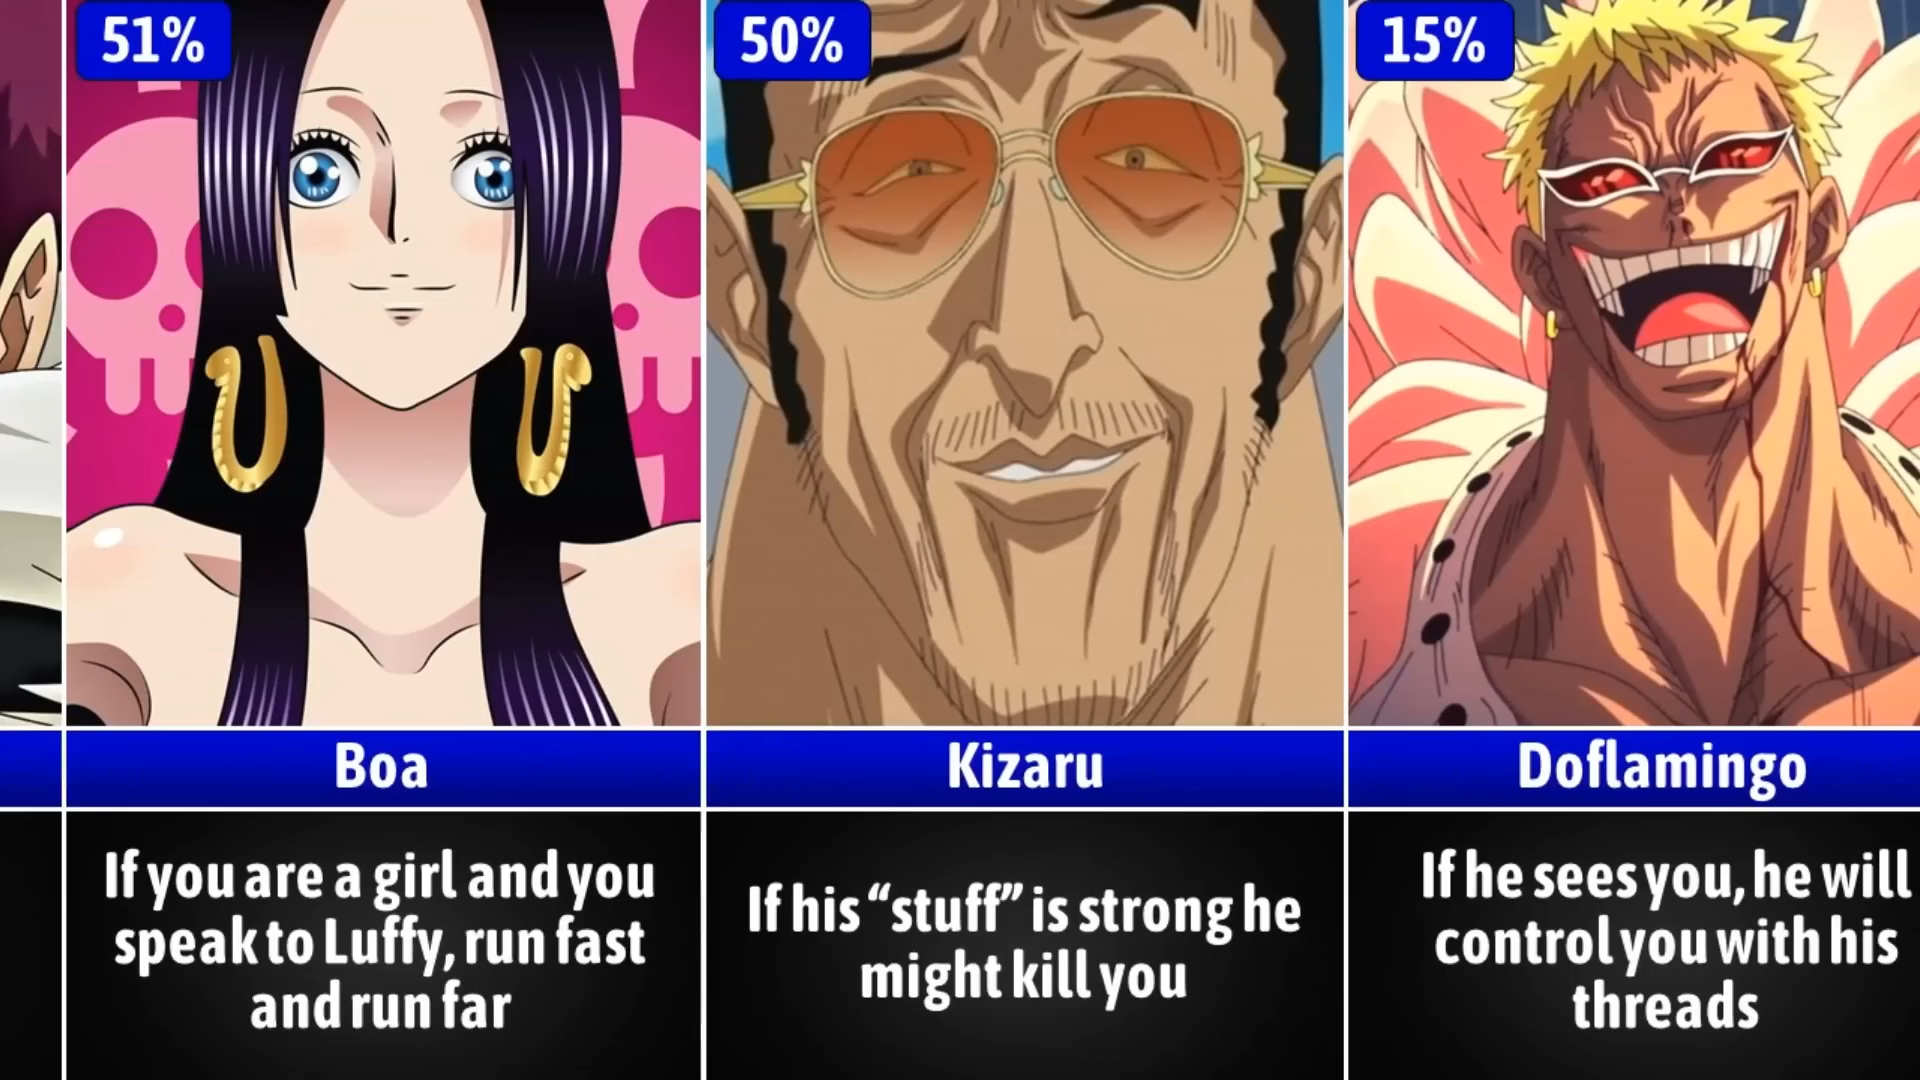 51%
50%
15%
Boa
Kizaru
Doflamingo
If you are a girl and you
speak to Luffy, run fast
and run far
If his “stuff” is strong he
might kill you
If he sees you, he will
control you with his
threads